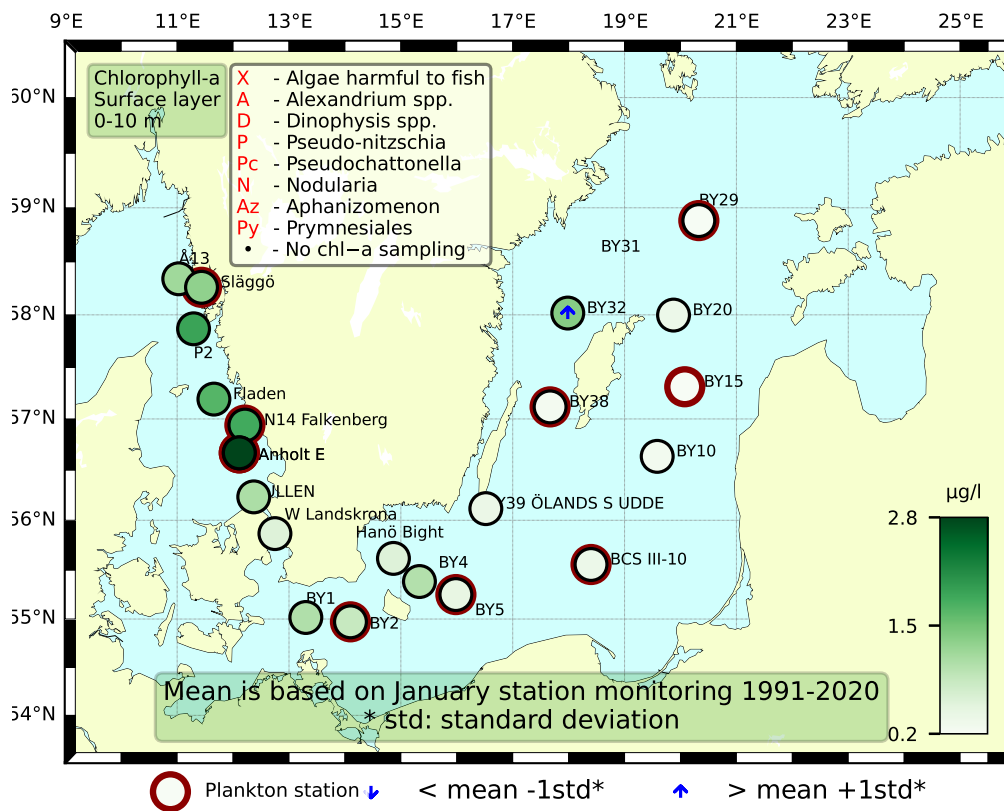 9°E 11°E 13°E 15°E 17°E 19°E 21°E 23°E 25°E
Chlorophyll-a
Surface layer
0-10 m
X - Algae harmful to fish
A - Alexandrium spp.
D - Dinophysis spp.
P - Pseudo-nitzschia
Pc - Pseudochattonella
N - Nodularia
Az - Aphanizomenon
Py - Prymnesiales
• - No chl−a sampling
60°N
59°N
58°N
57°N
56°N
55°N
54°N
BY29
BY31
Å13
Släggö
BY32
BY20
P2
BY15
Fladen
BY38
N14 Falkenberg
Anholt E
BY10
ULLEN
Y39 ÖLANDS S UDDE
W Landskrona
Hanö Bight
BCS III-10
BY4
BY1
BY5
BY2
µg/l
2.8
1.5
0.2
Mean is based on January station monitoring 1991-2020
* std: standard deviation
Plankton station
< mean -1std*
> mean +1std*